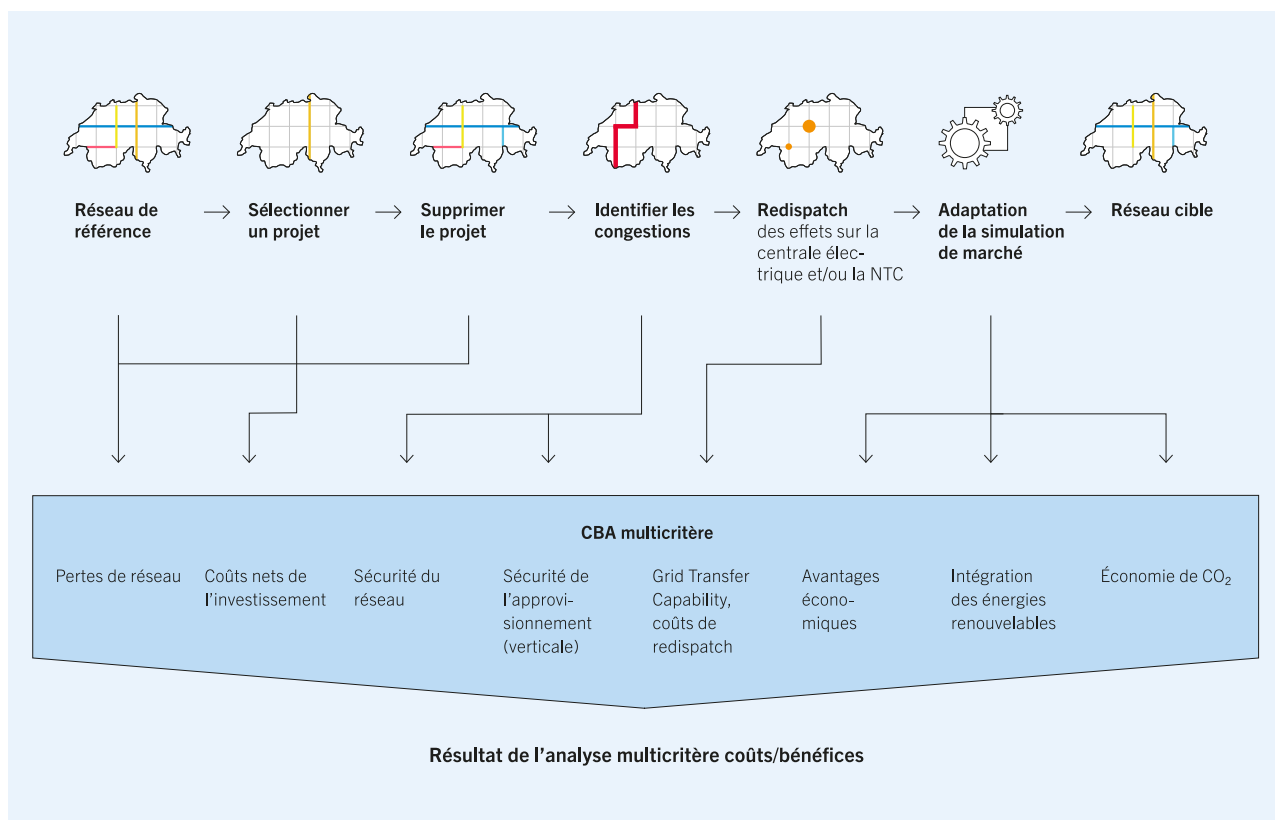 Réseau de
référence
Sélectionner
un projet
Supprimer
le projet
Identifier les
congestions
Redispatch
des effets sur la
centrale élec-
trique et/ou la NTC
Adaptation
de la simulation
de marché
Réseau cible
CBA multicritère
Pertes de réseau
Coûts nets de
l’investissement
Sécurité du
réseau
Sécurité de
l’approvi-
sionnement
(verticale)
Grid Transfer
Capability,
coûts de
redispatch
Avantages
écono-
miques
Intégration
des énergies
renouvelables
Économie de CO₂
Résultat de l’analyse multicritère coûts/bénéfices